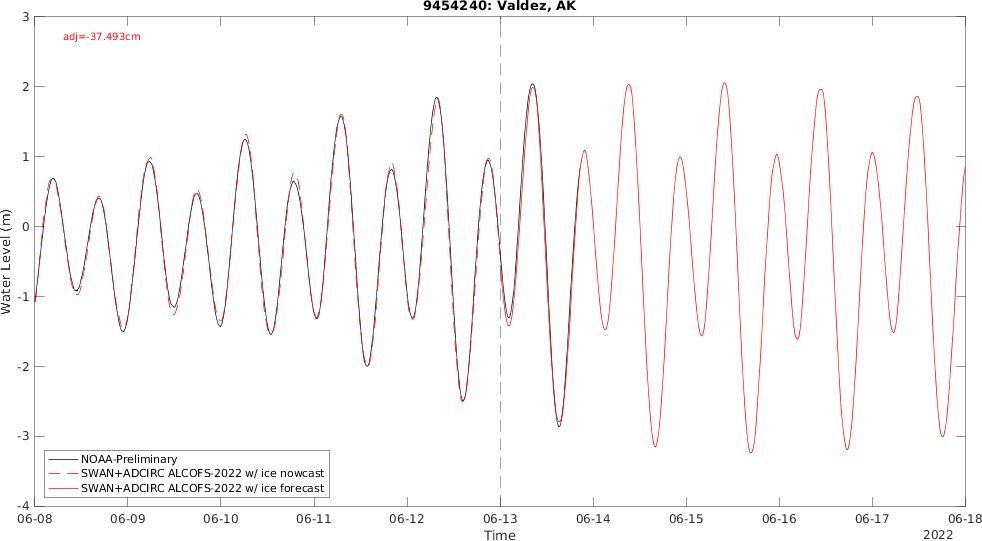 9454240: Valdez, AK
adj=-37.493cm
3
2
1
0
-1
-2
-3
-4
Water Level (m)
NOAA-Preliminary
SWAN+ADCIRC ALCOFS-2022 w/ ice nowcast
SWAN+ADCIRC ALCOFS-2022 w/ ice forecast
06-08 06-09 06-10 06-11 06-12 06-13 06-14 06-15 06-16 06-17 06-18
Time
2022